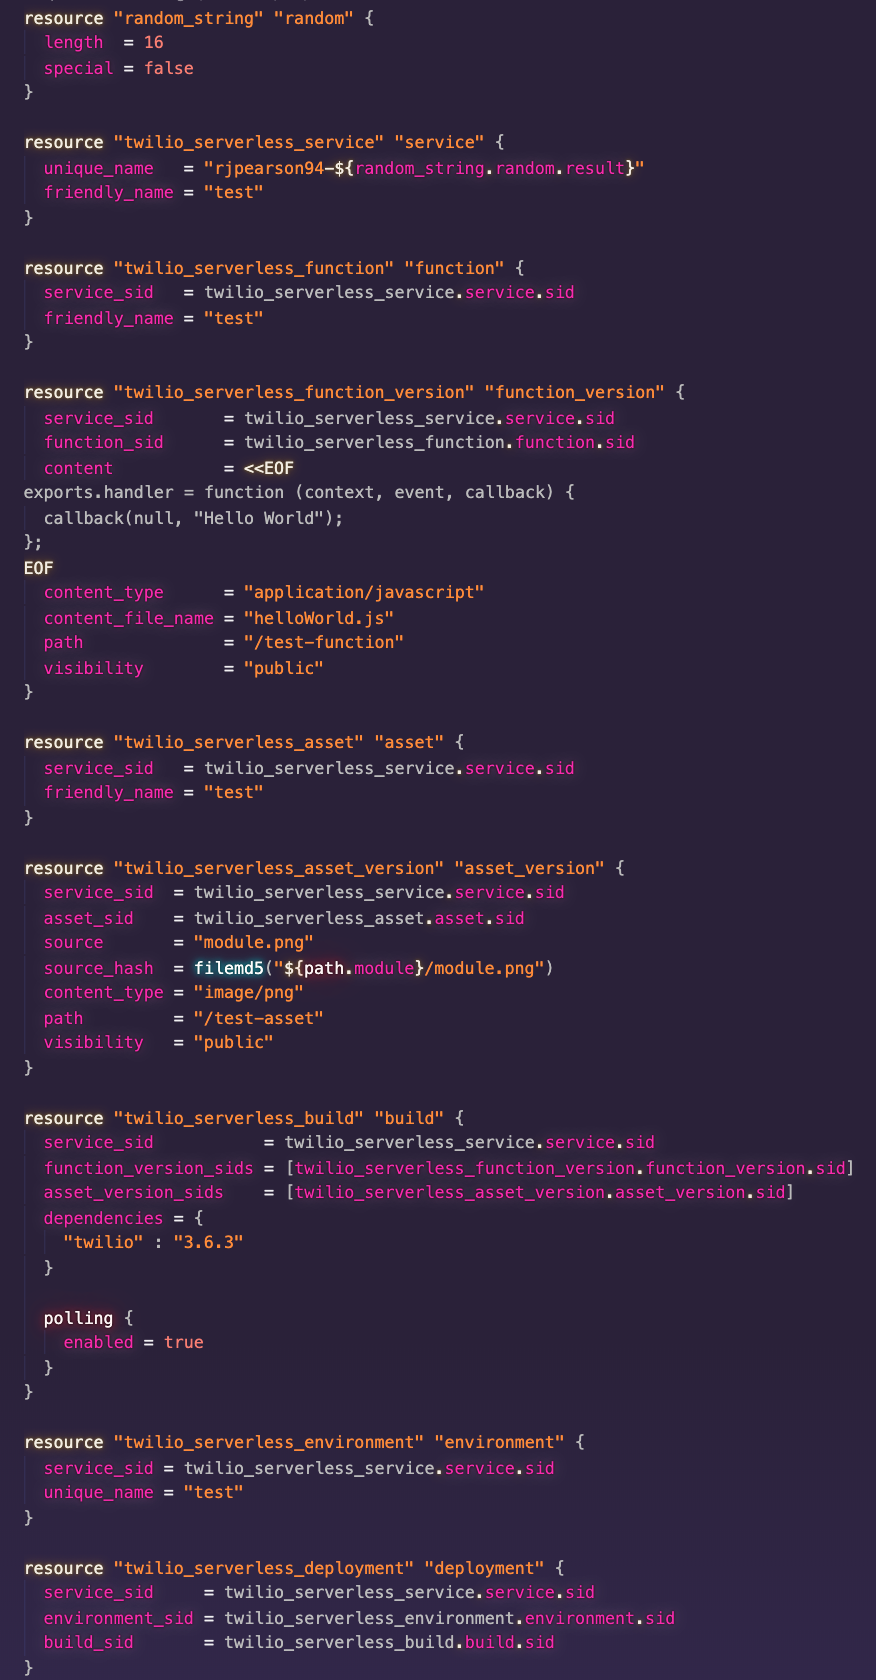 resource "random_string" "random" {
  length  = 16
  special = false
}

resource "twilio_serverless_service" "service" {
  unique_name   = "rjpearson94-${random_string.random.result}"
  friendly_name = "test"
}

resource "twilio_serverless_function" "function" {
  service_sid   = twilio_serverless_service.service.sid
  friendly_name = "test"
}

resource "twilio_serverless_function_version" "function_version" {
  service_sid       = twilio_serverless_service.service.sid
  function_sid      = twilio_serverless_function.function.sid
  content           = <<EOF
exports.handler = function (context, event, callback) {
  callback(null, "Hello World");
};
EOF
  content_type      = "application/javascript"
  content_file_name = "helloWorld.js"
  path              = "/test-function"
  visibility        = "public"
}

resource "twilio_serverless_asset" "asset" {
  service_sid   = twilio_serverless_service.service.sid
  friendly_name = "test"
}

resource "twilio_serverless_asset_version" "asset_version" {
  service_sid  = twilio_serverless_service.service.sid
  asset_sid    = twilio_serverless_asset.asset.sid
  source       = "module.png"
  source_hash  = filemd5("${path.module}/module.png")
  content_type = "image/png"
  path         = "/test-asset"
  visibility   = "public"
}

resource "twilio_serverless_build" "build" {
  service_sid           = twilio_serverless_service.service.sid
  function_version_sids = [twilio_serverless_function_version.function_version.sid]
  asset_version_sids    = [twilio_serverless_asset_version.asset_version.sid]
  dependencies = {
    "twilio" : "3.6.3"
  }

  polling {
    enabled = true
  }
}

resource "twilio_serverless_environment" "environment" {
  service_sid = twilio_serverless_service.service.sid
  unique_name = "test"
}

resource "twilio_serverless_deployment" "deployment" {
  service_sid     = twilio_serverless_service.service.sid
  environment_sid = twilio_serverless_environment.environment.sid
  build_sid       = twilio_serverless_build.build.sid
}